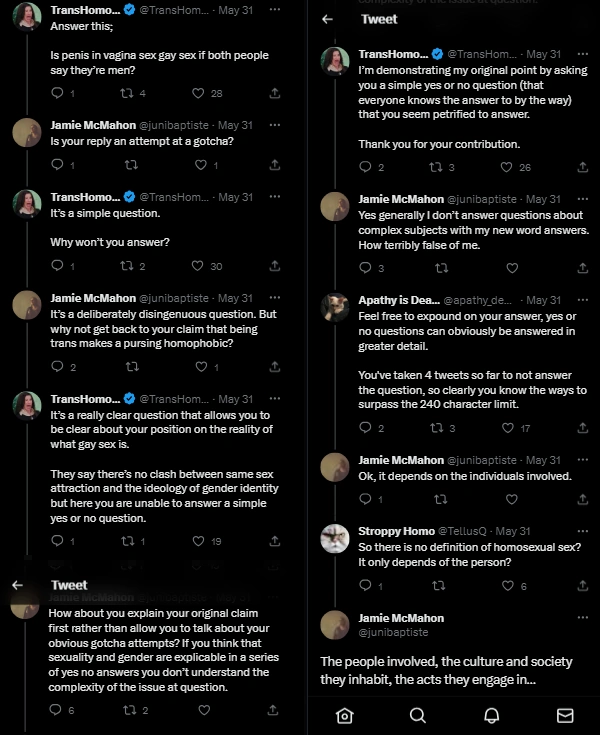 TransHomo... @TransHom... · May 31
Answer this;
Is penis in vagina sex gay sex if both people
say they're men?
1 4 28
Jamie McMahon @junibaptiste · May 31
Is your reply an attempt at a gotcha?
1 1
TransHomo... @TransHom... · May 31
It's a simple question.
Why won't you answer?
1 2 30
Jamie McMahon @junibaptiste · May 31
It's a deliberately disingenuous question. But
why not get back to your claim that being
trans makes a pursing homophobic?
2 1
TransHomo... @TransHom... · May 31
It's a really clear question that allows you to
be clear about your position on the reality of
what gay sex is.
They say there's no clash between same sex
attraction and the ideology of gender identity
but here you are unable to answer a simple
yes or no question.
1 1 19
Tweet
Jamie McMahon @junibaptiste · May 31
How about you explain your original claim
first rather than allow you to talk about your
obvious gotcha attempts? If you think that
sexuality and gender are explicable in a series
of yes no answers you don't understand the
complexity of the issue at question.
6 2
complexity of the issue at question.
Tweet
TransHomo... @TransHom... · May 31
I'm demonstrating my original point by asking
you a simple yes or no question (that
everyone knows the answer to by the way)
that you seem petrified to answer.
Thank you for your contribution.
2 3 26
Jamie McMahon @junibaptiste · May 31
Yes generally I don't answer questions about
complex subjects with my new word answers.
How terribly false of me.
3
Apathy is Dea... @apathy_de... · May 31
Feel free to expound on your answer, yes or
no questions can obviously be answered in
greater detail.
You've taken 4 tweets so far to not answer
the question, so clearly you know the ways to
surpass the 240 character limit.
2 3 17
Jamie McMahon @junibaptiste · May 31
Ok, it depends on the individuals involved.
1
Stroppy Homo @TellusQ · May 31
So there is no definition of homosexual sex?
It only depends of the person?
1 6
Jamie McMahon
@junibaptiste
The people involved, the culture and society
they inhabit, the acts they engage in...